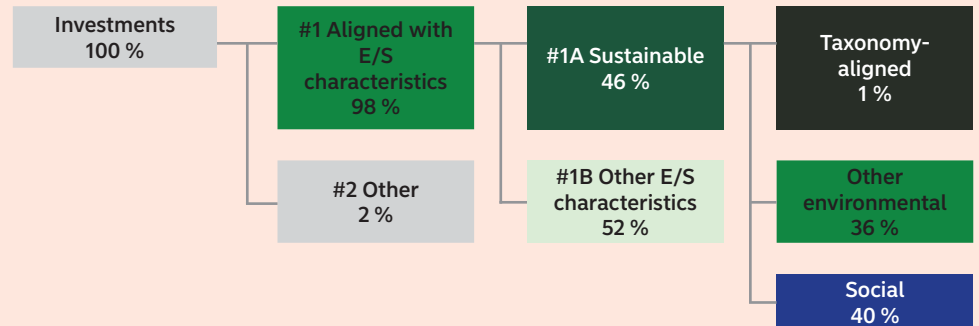 Investments
100 %
#1 Aligned with
E/S
characteristics
98 %
#1A Sustainable
46 %
Taxonomy-
aligned
1 %
#2 Other
2 %
#1B Other E/S
characteristics
52 %
Other
environmental
36 %
Social
40 %